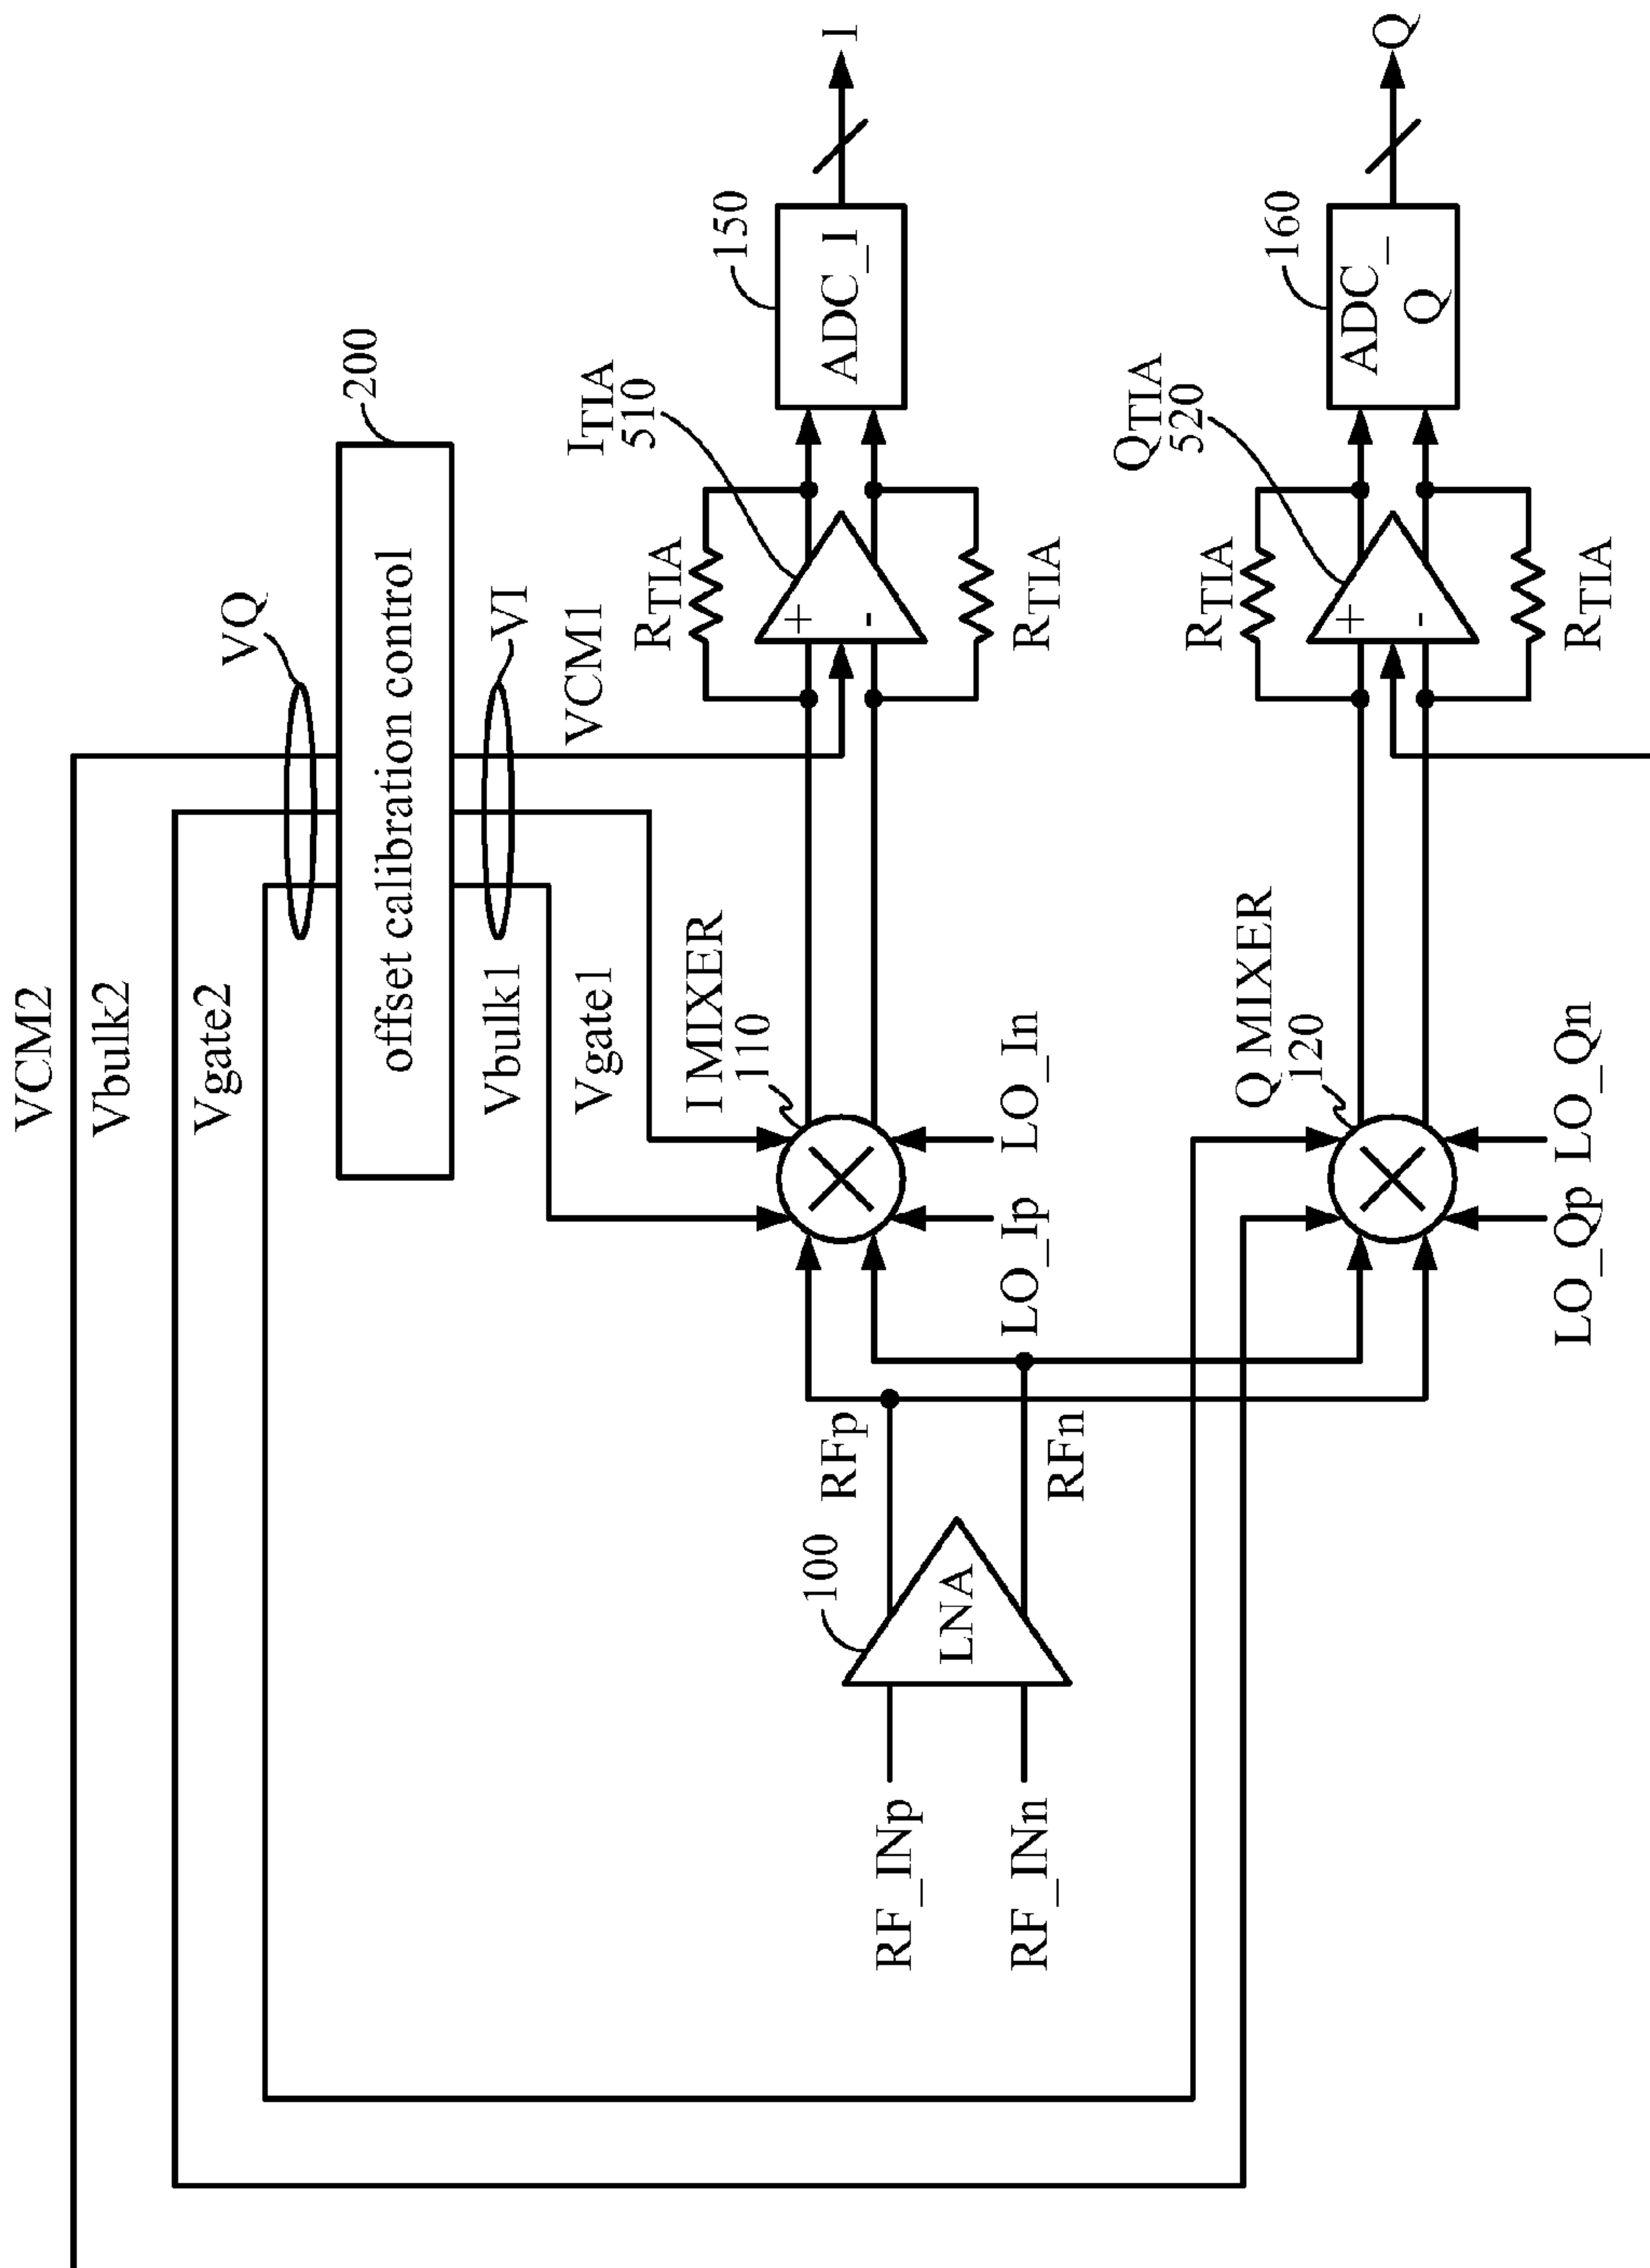 VCM2
Vbulk2
Vgate2
VQ
200
offset calibration control
Vbulk1
VI
Vgate1
VCM1
I MIXER
110
R_TIA
I_TIA
510
150
+
-
ADC_I
I
R_TIA
LO_Ip
LO_In
RF_INp
RF_INn
100
LNA
RFp
RFn
Q MIXER
120
R_TIA
Q_TIA
520
160
+
-
ADC_
Q
Q
R_TIA
LO_Qp
LO_Qn